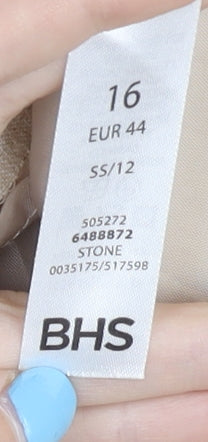 16
EUR 44
SS/12
505272
6488872
STONE
0035175/517598
BHS